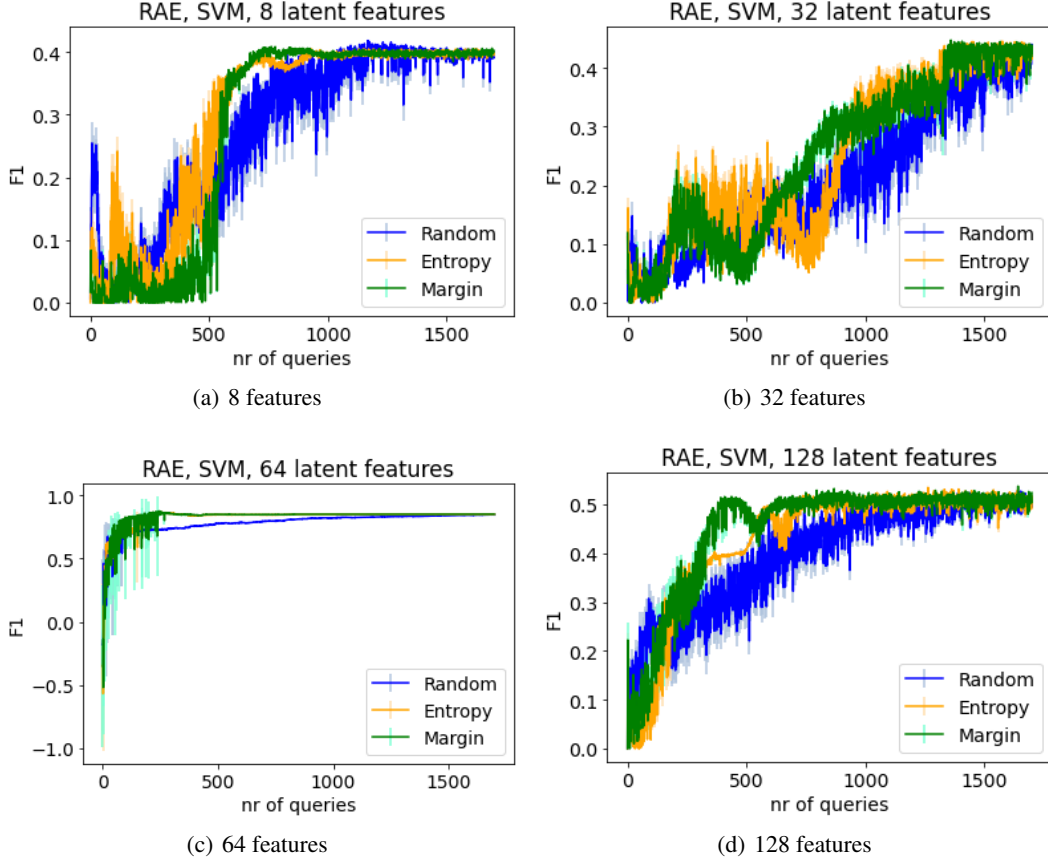 RAE, SVM, 8 latent features
0.4
0.3
0.2
0.1
0.0
F1
Random
Entropy
Margin
0 500 1000 1500
nr of queries
(a) 8 features
RAE, SVM, 32 latent features
0.4
0.3
0.2
0.1
0.0
F1
Random
Entropy
Margin
0 500 1000 1500
nr of queries
(b) 32 features
RAE, SVM, 64 latent features
1.0
0.5
0.0
−0.5
−1.0
F1
Random
Entropy
Margin
0 500 1000 1500
nr of queries
(c) 64 features
RAE, SVM, 128 latent features
0.5
0.4
0.3
0.2
0.1
0.0
F1
Random
Entropy
Margin
0 500 1000 1500
nr of queries
(d) 128 features